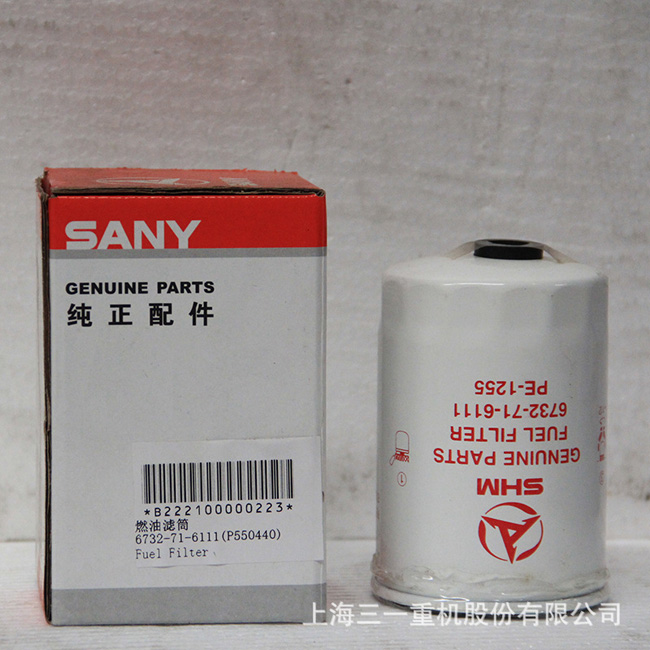 SANY
GENUINE PARTS
纯正配件
*B222100000223*
燃油滤筒
6732-71-6111(P550440)
Fuel Filter
SHM
GENUINE PARTS
FUEL FILTER
6732-71-6111
PE-1255
1
上海三一重机股份有限公司